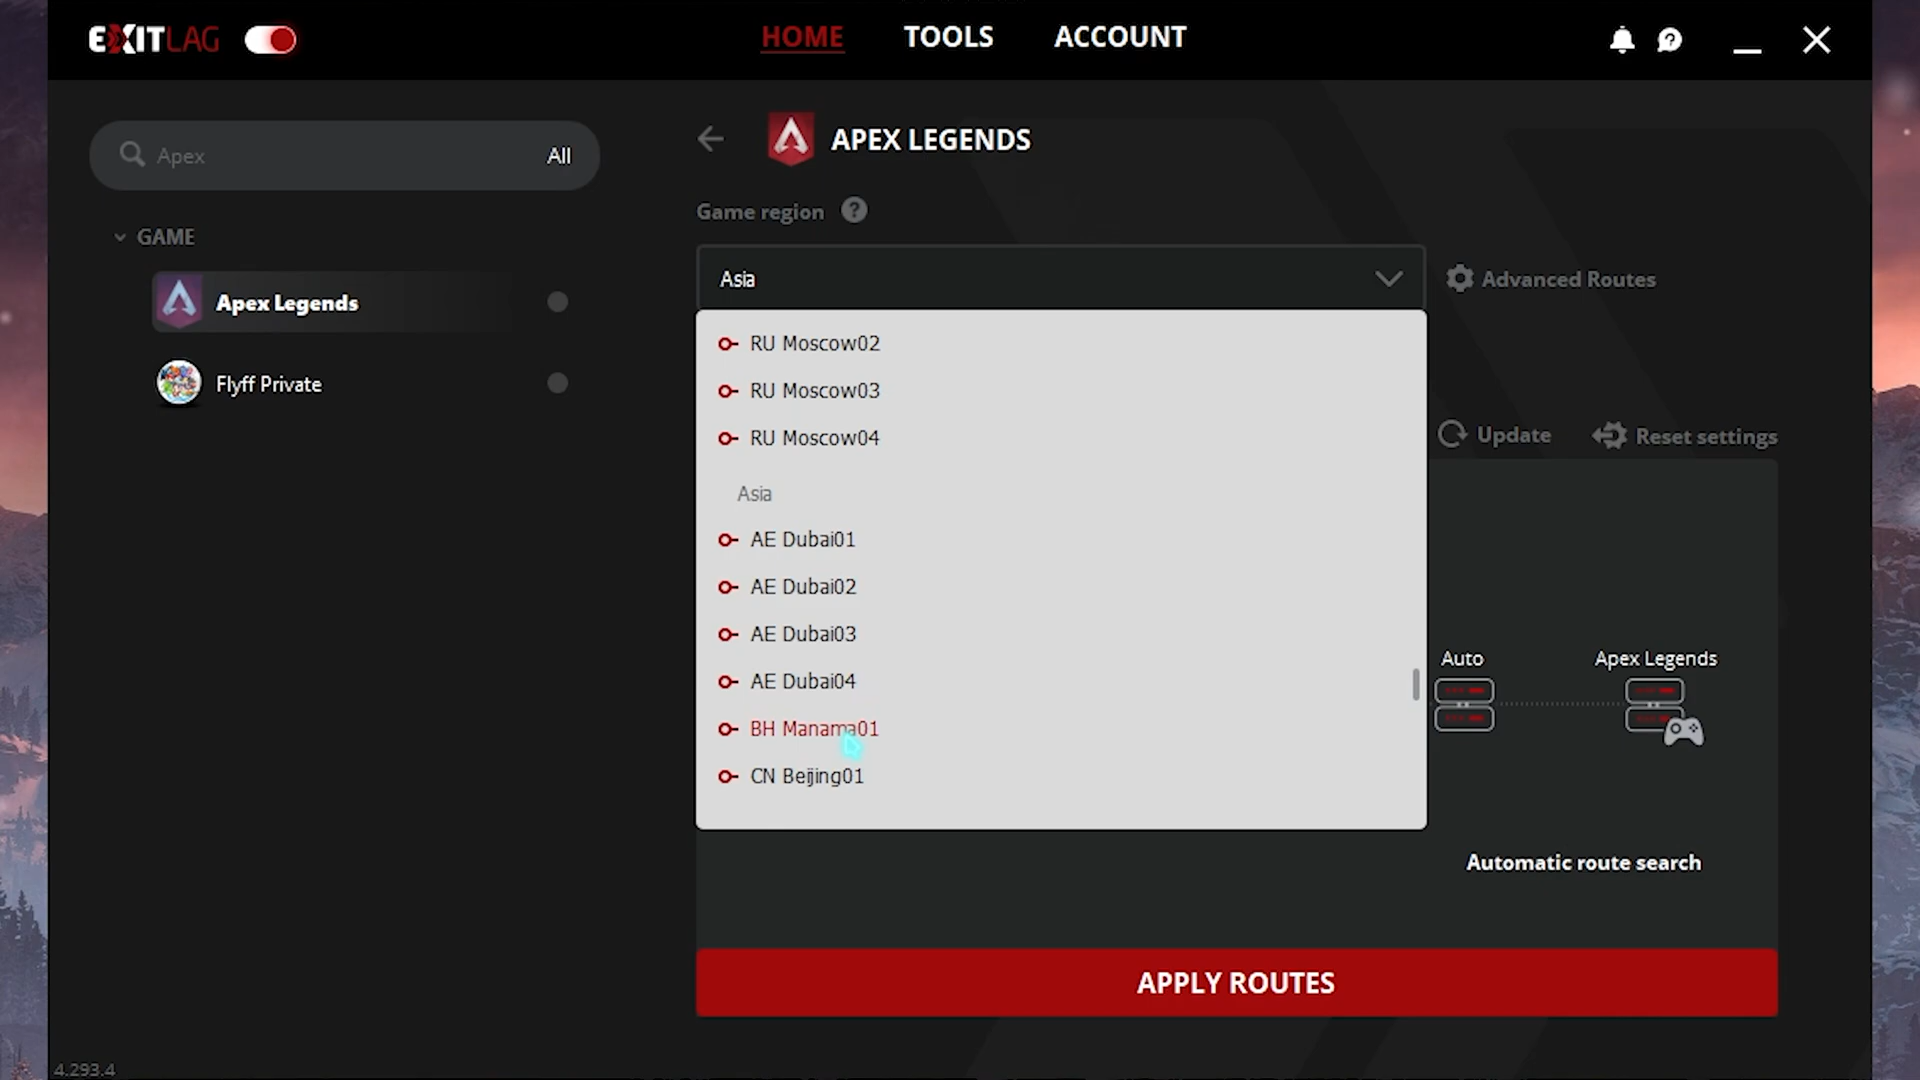 EXITLAG
HOME
TOOLS
ACCOUNT
Apex
All
GAME
Apex Legends
Flyff Private
APEX LEGENDS
Game region ?
Asia
Advanced Routes
RU Moscow02
RU Moscow03
RU Moscow04
Asia
AE Dubai01
AE Dubai02
AE Dubai03
AE Dubai04
BH Manama01
CN Beijing01
Update
Reset settings
Auto
Apex Legends
Automatic route search
APPLY ROUTES
4.293.4